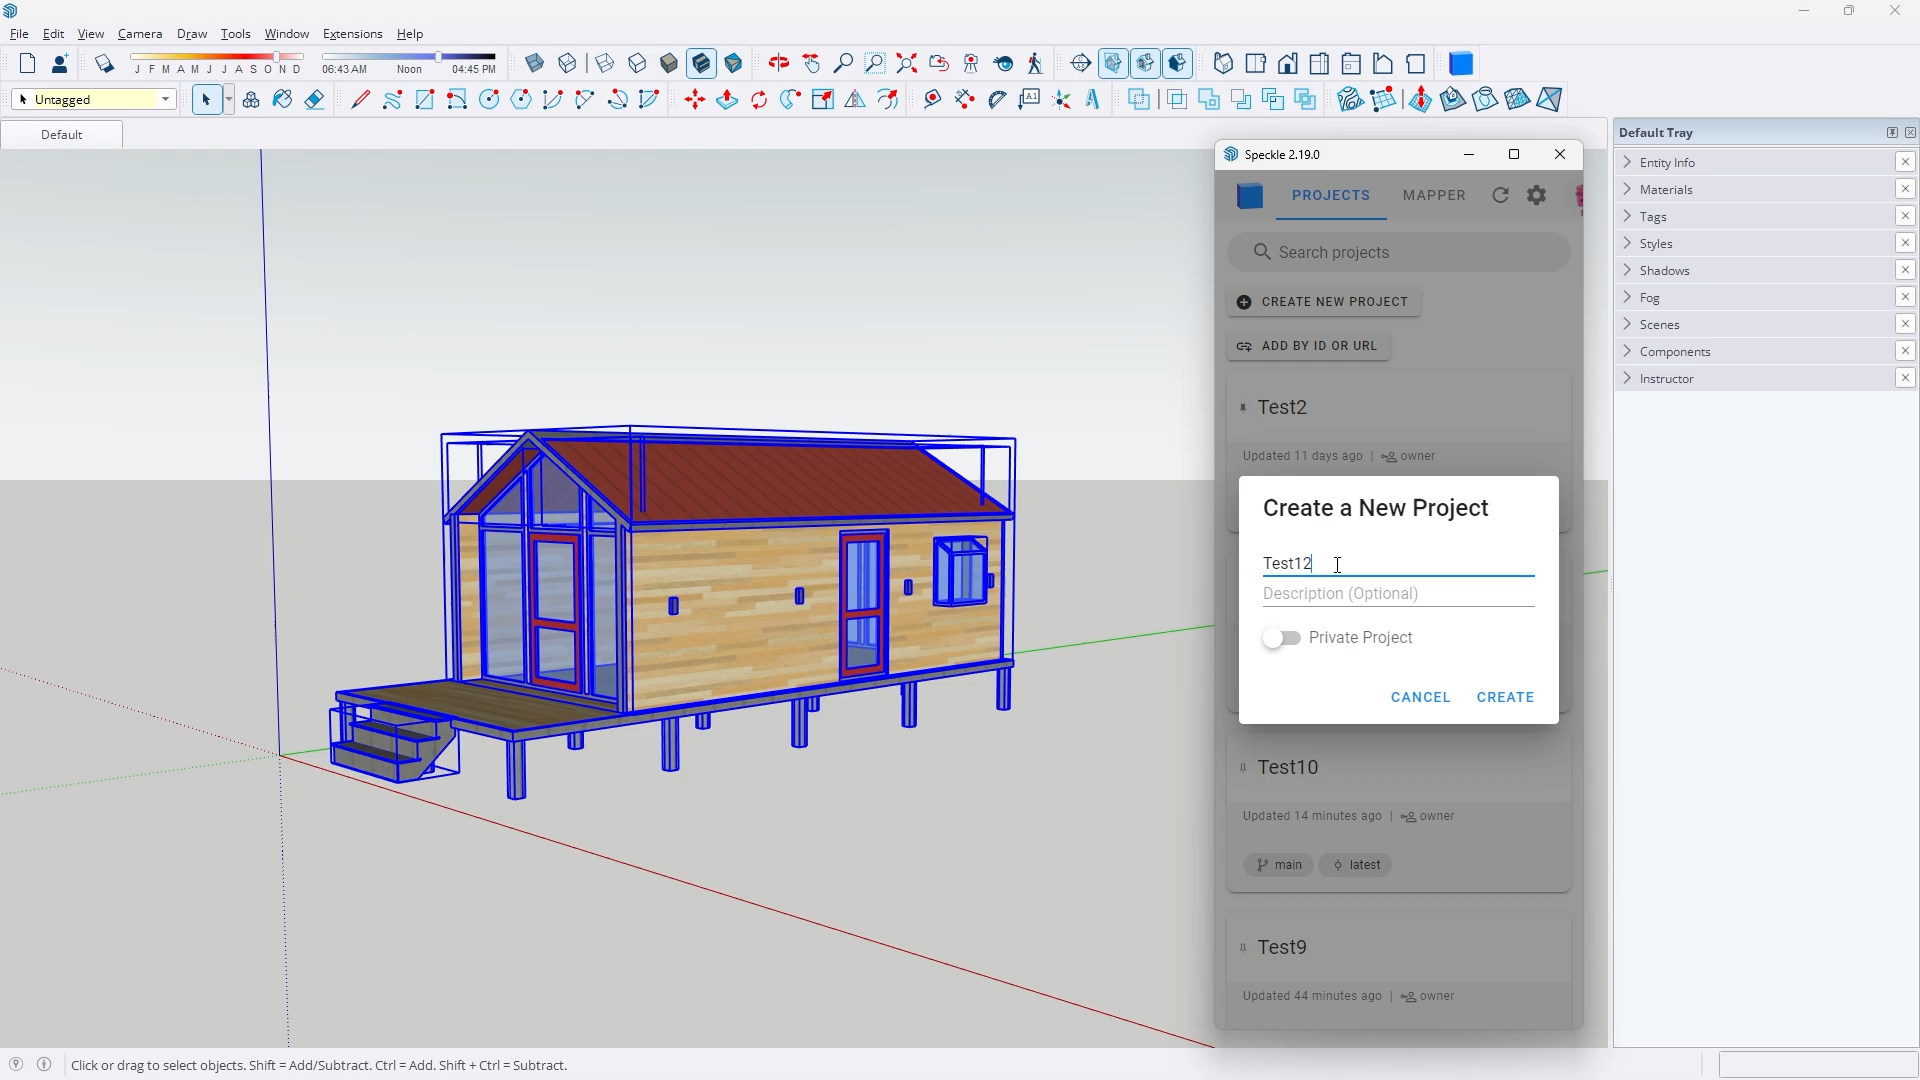 File Edit View Camera Draw Tools Window Extensions Help
J F M A M J J A S O N D 06:43 AM Noon 04:45 PM
Untagged
A1
Default
Default Tray
Entity Info
Materials
Tags
Styles
Shadows
Fog
Scenes
Components
Instructor
Speckle 2.19.0
PROJECTS MAPPER
Search projects
CREATE NEW PROJECT
ADD BY ID OR URL
Test2
Updated 11 days ago | owner
Create a New Project
Test12
Description (Optional)
Private Project
CANCEL CREATE
Test10
Updated 14 minutes ago | owner
main latest
Test9
Updated 44 minutes ago | owner
Click or drag to select objects. Shift = Add/Subtract. Ctrl = Add. Shift + Ctrl = Subtract.